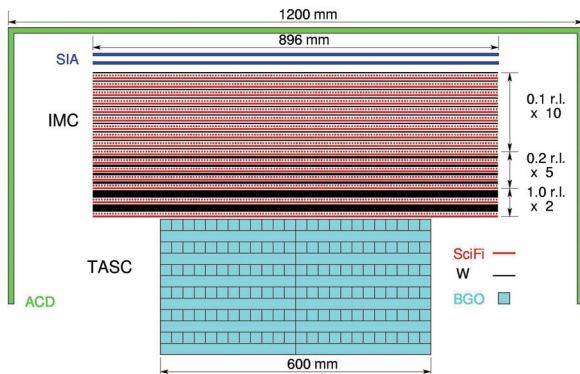 1200 mm
896 mm
SIA
IMC
0.1 r.l.
x 10
0.2 r.l.
x 5
1.0 r.l.
x 2
TASC
SciFi
W
BGO
ACD
600 mm